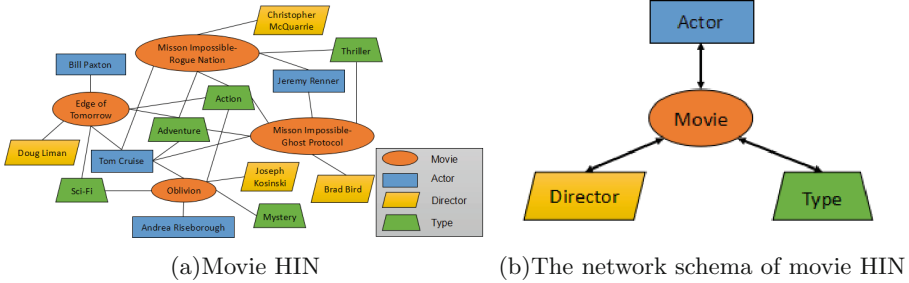 Christopher
McQuarrie
Misson Impossible-
Rogue Nation
Thriller
Bill Paxton
Jeremy Renner
Edge of
Tomorrow
Action
Adventure
Misson Impossible-
Ghost Protocol
Doug Liman
Tom Cruise
Joseph
Kosinski
Brad Bird
Sci-Fi
Oblivion
Mystery
Andrea Riseborough
Movie
Actor
Director
Type
(a)Movie HIN
Actor
Movie
Director
Type
(b)The network schema of movie HIN